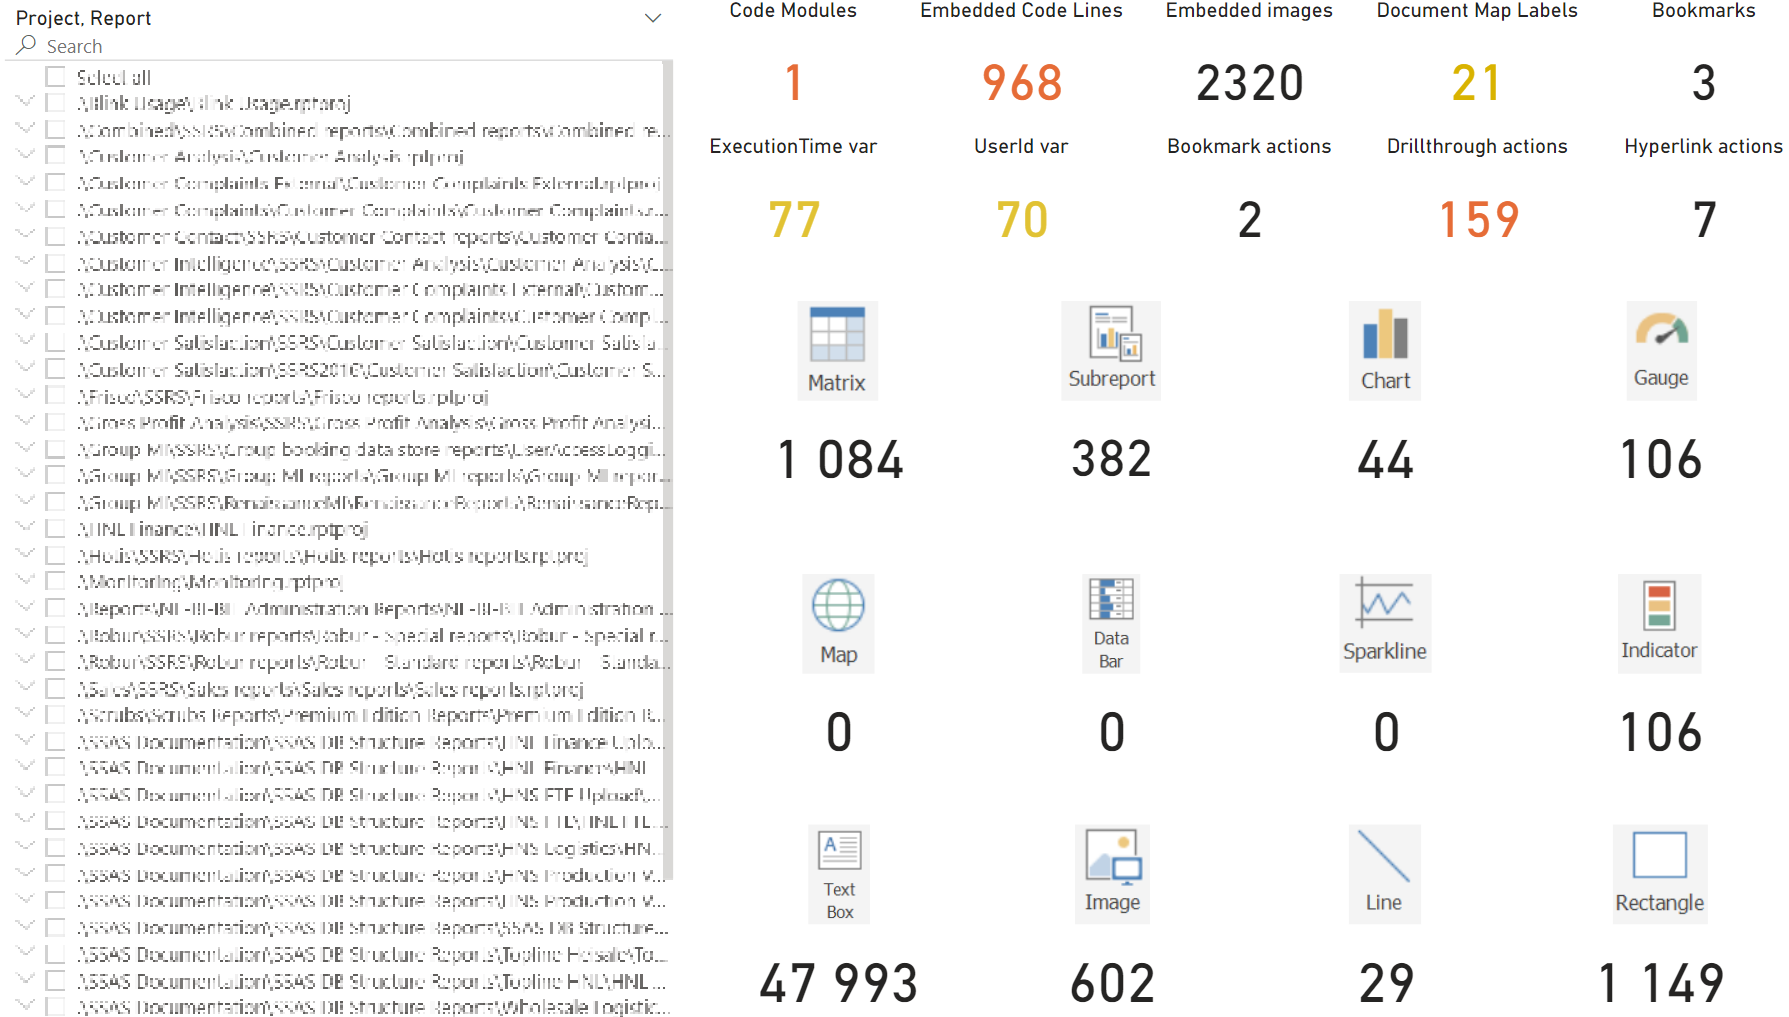 Project, Report
Search
Select all
.\Blink Usage\Blink Usage.rptproj
.\Combined\SSRS\Combined reports\Combined reports\Combined re...
.\Customer Analysis\Customer Analysis.rptproj
.\Customer Complaints External\Customer Complaints External.rptproj
.\Customer Complaints\Customer Complaints\Customer Complaints.r...
.\Customer Contact\SSRS\Customer Contact reports\Customer Conta...
.\Customer Intelligence\SSRS\Customer Analysis\Customer Analysis\C...
.\Customer Intelligence\SSRS\Customer Complaints External\Custom...
.\Customer Intelligence\SSRS\Customer Complaints\Customer Comp...
.\Customer Satisfaction\SSRS\Customer Satisfaction\Customer Satisfa...
.\Customer Satisfaction\SSRS2016\Customer Satisfaction\Customer S...
.\Frisco\SSRS\Frisco reports\Frisco reports.rptproj
.\Gross Profit Analysis\SSRS\Gross Profit Analysis\Gross Profit Analysi...
.\Group MI\SSRS\Group booking data store reports\UserAccessLoggi...
.\Group MI\SSRS\Group MI reports\Group MI reports\Group MI repor...
.\Group MI\SSRS\RenaissanceMI\RenaissanceReports\RenaissanceRep...
.\HNL Finance\HNL Finance.rptproj
.\Hotis\SSRS\Hotis reports\Hotis reports\Hotis reports.rptproj
.\Monitoring\Monitoring.rptproj
Administration Reports
.\Robur\SSRS\Robur reports\Robur - Special reports\Robur - Special r...
.\Robur\SSRS\Robur reports\Robur - Standard reports\Robur - Standa...
.\Sales\SSRS\Sales reports\Sales reports\Sales reports.rptproj
.\Scrubs\Scrubs Reports\Premium Edition Reports\Premium Edition R...
.\SSAS Documentation\SSAS DB Structure Reports\HNL Finance Uplo...
.\SSAS Documentation\SSAS DB Structure Reports\HNL Finance\HNL ...
.\SSAS Documentation\SSAS DB Structure Reports\HNS FTE Upload\...
.\SSAS Documentation\SSAS DB Structure Reports\HNS FTE\HNL FTE...
.\SSAS Documentation\SSAS DB Structure Reports\HNS Logistics\HN...
.\SSAS Documentation\SSAS DB Structure Reports\HNS Production V...
.\SSAS Documentation\SSAS DB Structure Reports\HNS Production V...
.\SSAS Documentation\SSAS DB Structure Reports\SSAS DB Structure...
.\SSAS Documentation\SSAS DB Structure Reports\Topline
.\SSAS Documentation\SSAS DB Structure Reports\Topline HNL\HNL ...
.\SSAS Documentation\SSAS DB Structure Reports\Wholesale Logistic...
Code Modules Embedded Code Lines Embedded images Document Map Labels Bookmarks
1 968 2320 21 3
ExecutionTime var UserId var Bookmark actions Drillthrough actions Hyperlink actions
77 70 2 159 7
Matrix Subreport Chart Gauge
1 084 382 44 106
Map Data Bar Sparkline Indicator
0 0 0 106
A
Text Box Image Line Rectangle
47 993 602 29 1 149